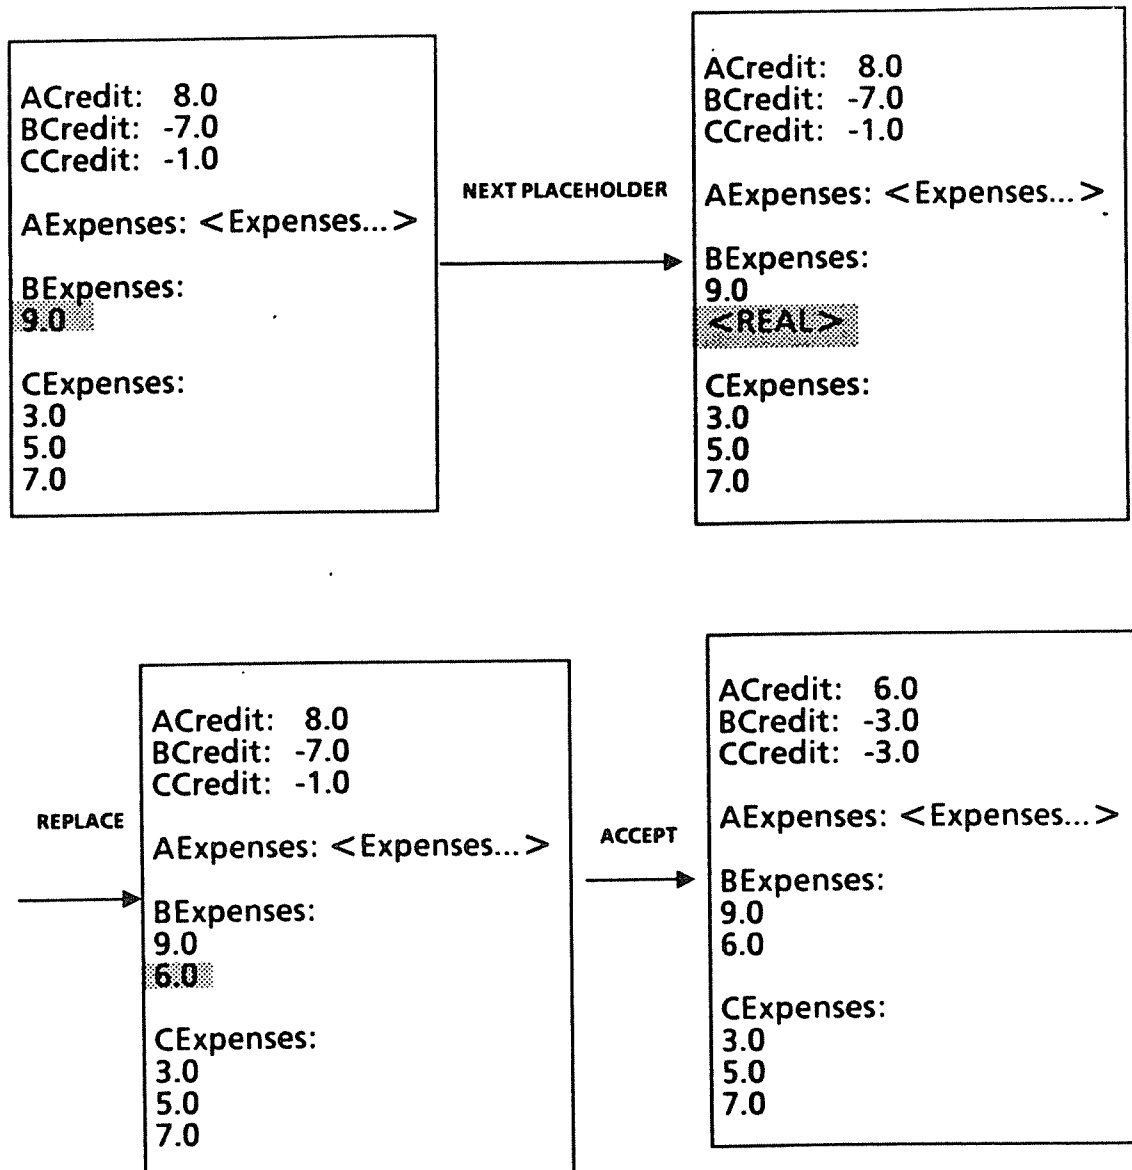 ACredit: 8.0
BCredit: -7.0
CCredit: -1.0
AExpenses: <Expenses...>
BExpenses:
9.0
CExpenses:
3.0
5.0
7.0
NEXT PLACEHOLDER
ACredit: 8.0
BCredit: -7.0
CCredit: -1.0
AExpenses: <Expenses...>
BExpenses:
9.0
<REAL>
CExpenses:
3.0
5.0
7.0
REPLACE
ACredit: 8.0
BCredit: -7.0
CCredit: -1.0
AExpenses: <Expenses...>
BExpenses:
9.0
6.0
CExpenses:
3.0
5.0
7.0
ACCEPT
ACredit: 6.0
BCredit: -3.0
CCredit: -3.0
AExpenses: <Expenses...>
BExpenses:
9.0
6.0
CExpenses:
3.0
5.0
7.0